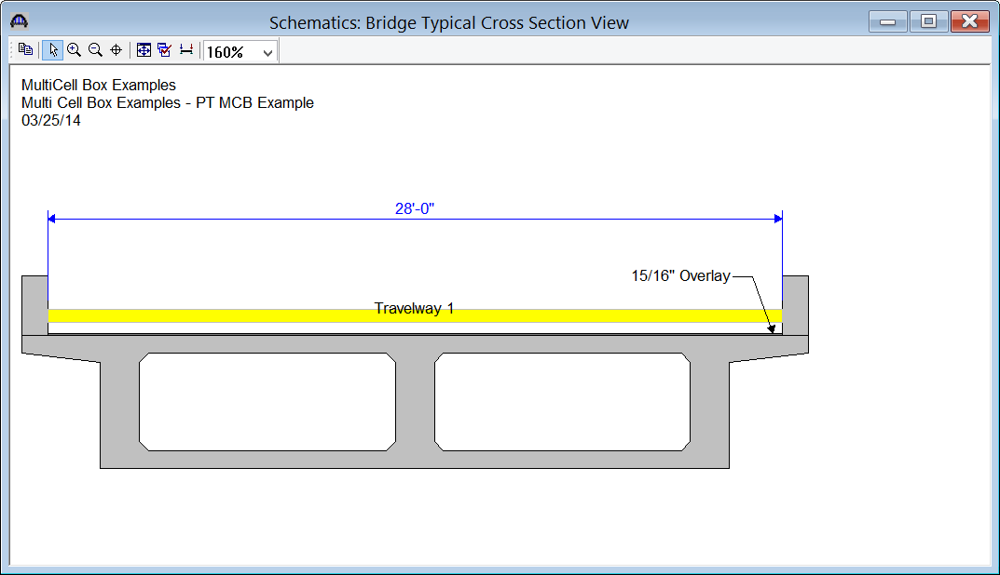 Schematics: Bridge Typical Cross Section View
160%
MultiCell Box Examples
Multi Cell Box Examples - PT MCB Example
03/25/14
28'-0"
15/16" Overlay
Travelway 1